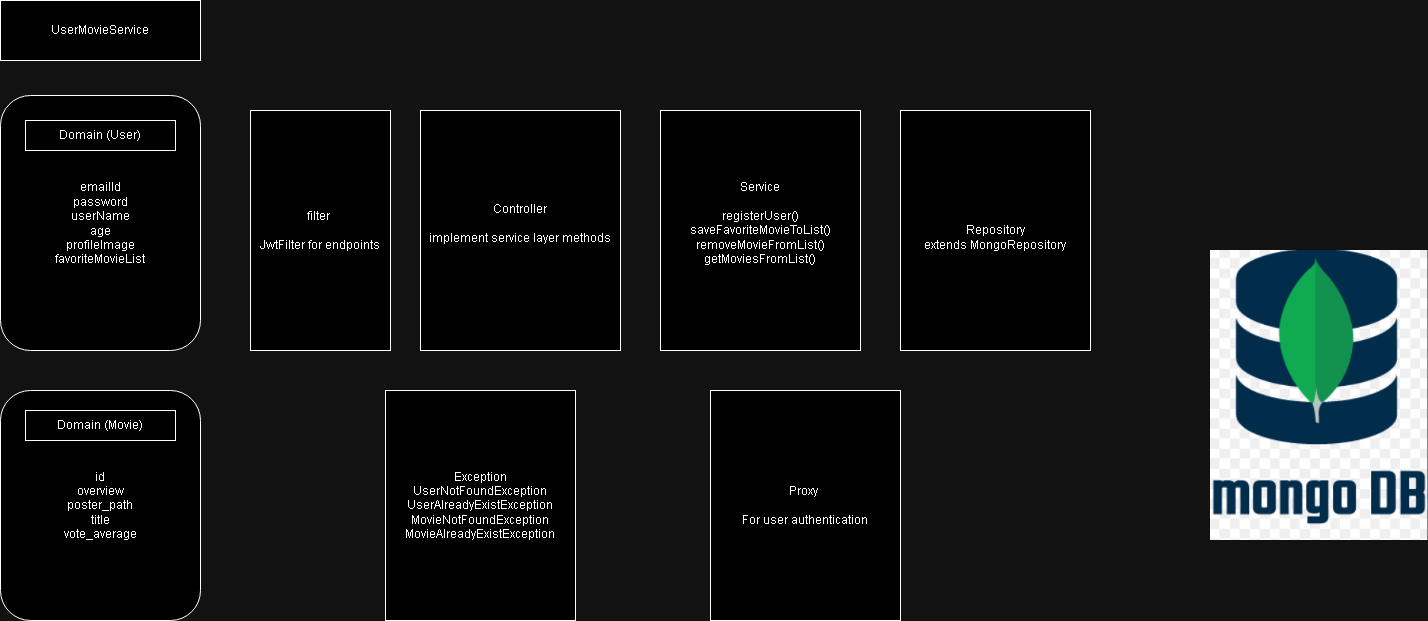 UserMovieService
Domain (User)
emailId
password
userName
age
profileImage
favoriteMovieList
filter
JwtFilter for endpoints
Controller
implement service layer methods
Service
registerUser()
saveFavoriteMovieToList()
removeMovieFromList()
getMoviesFromList()
Repository
extends MongoRepository
mongo DB
Domain (Movie)
id
overview
poster_path
title
vote_average
Exception
UserNotFoundException
UserAlreadyExistException
MovieNotFoundException
MovieAlreadyExistException
Proxy
For user authentication